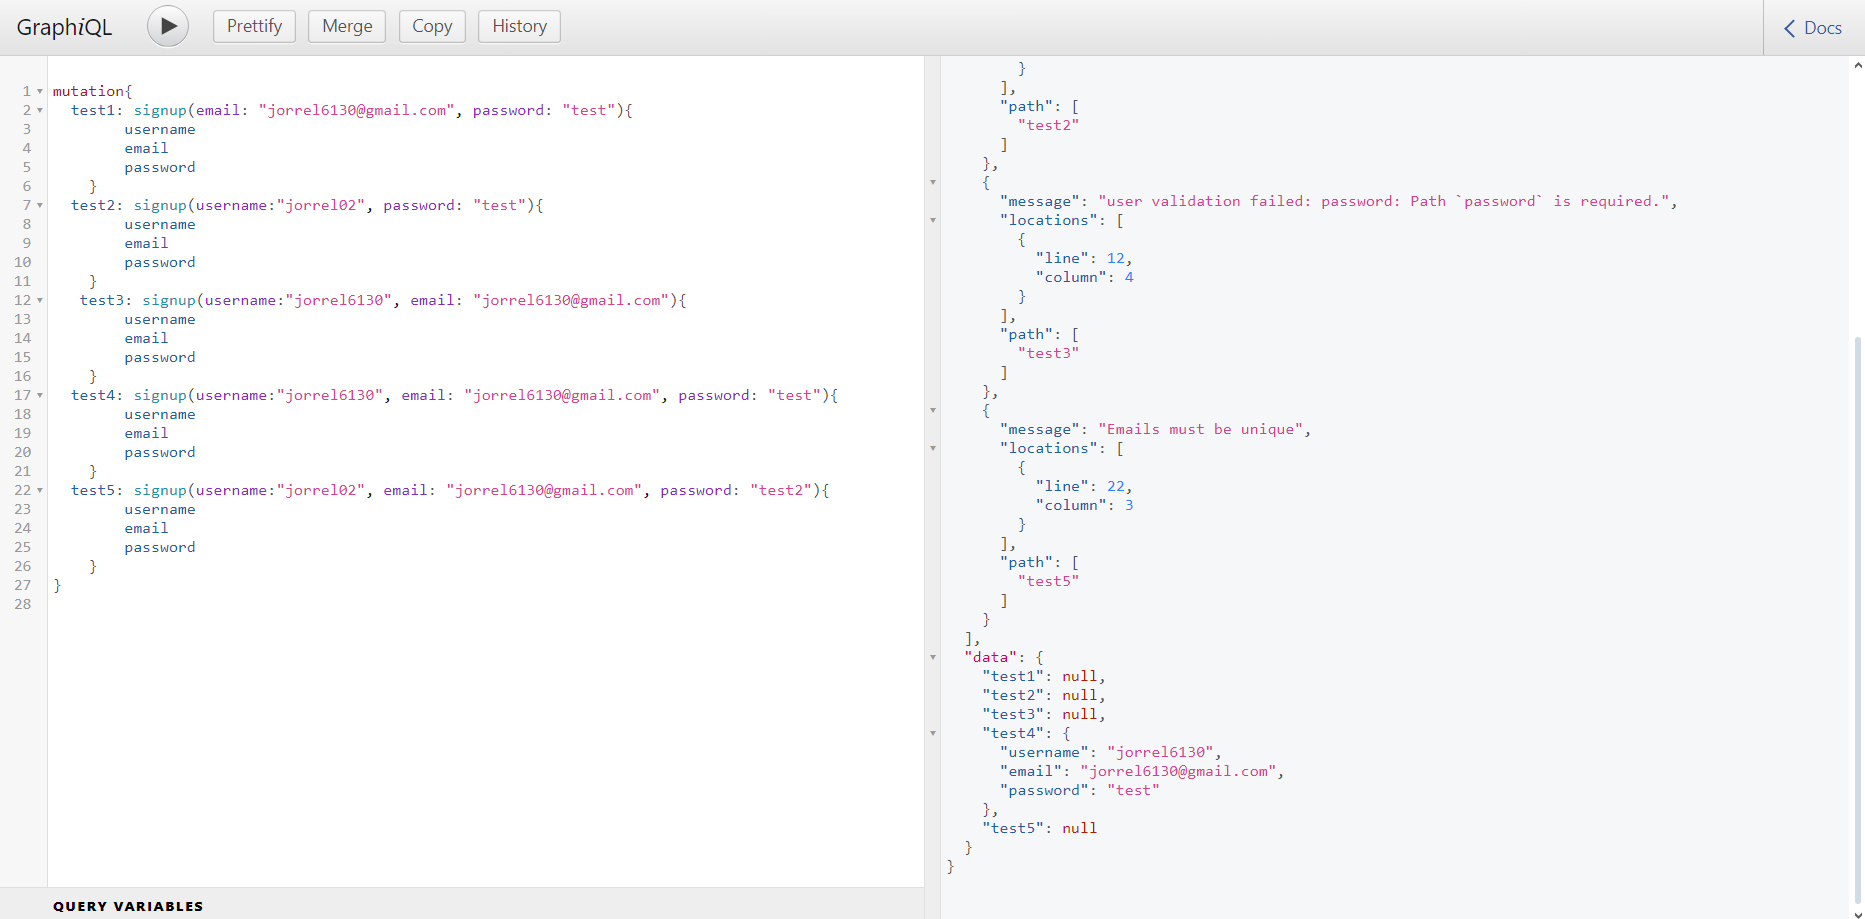 GraphiQL
Prettify
Merge
Copy
History
Docs
1 mutation{
2 test1: signup(email: "jorrel6130@gmail.com", password: "test"){
3 username
4 email
5 password
6 }
7 test2: signup(username:"jorrel02", password: "test"){
8 username
9 email
10 password
11 }
12 test3: signup(username:"jorrel6130", email: "jorrel6130@gmail.com"){
13 username
14 email
15 password
16 }
17 test4: signup(username:"jorrel6130", email: "jorrel6130@gmail.com", password: "test"){
18 username
19 email
20 password
21 }
22 test5: signup(username:"jorrel02", email: "jorrel6130@gmail.com", password: "test2"){
23 username
24 email
25 password
26 }
27 }
28
QUERY VARIABLES
}
],
"path": [
"test2"
]
},
{
"message": "user validation failed: password: Path `password` is required.",
"locations": [
{
"line": 12,
"column": 4
}
],
"path": [
"test3"
]
},
{
"message": "Emails must be unique",
"locations": [
{
"line": 22,
"column": 3
}
],
"path": [
"test5"
]
}
],
"data": {
"test1": null,
"test2": null,
"test3": null,
"test4": {
"username": "jorrel6130",
"email": "jorrel6130@gmail.com",
"password": "test"
},
"test5": null
}
}